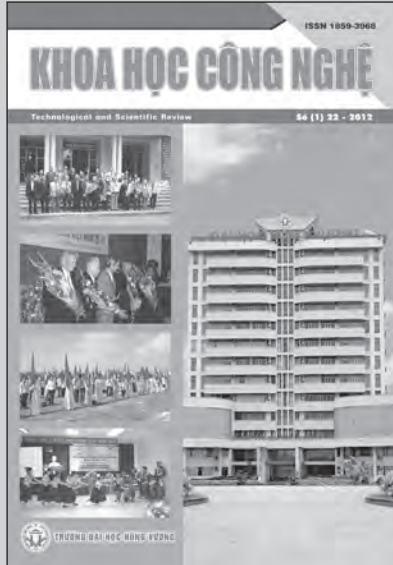 ISSN 1859-3968
KHOA HỌC CÔNG NGHỆ
Technological and Scientific Review
Số (1) 22 - 2012
TRƯỜNG ĐẠI HỌC HÙNG VƯƠNG